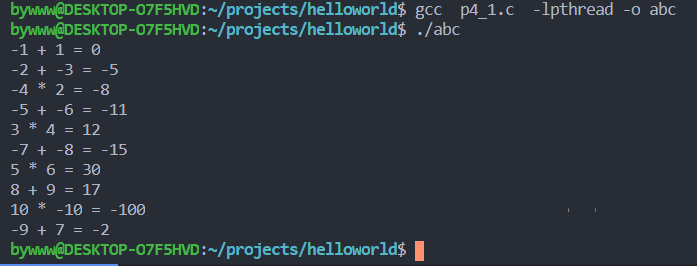 bywww@DESKTOP-O7F5HVD:~/projects/helloworld$ gcc  p4_1.c  -lpthread -o abc
bywww@DESKTOP-O7F5HVD:~/projects/helloworld$ ./abc
-1 + 1 = 0
-2 + -3 = -5
-4 * 2 = -8
-5 + -6 = -11
3 * 4 = 12
-7 + -8 = -15
5 * 6 = 30
8 + 9 = 17
10 * -10 = -100
-9 + 7 = -2
bywww@DESKTOP-O7F5HVD:~/projects/helloworld$